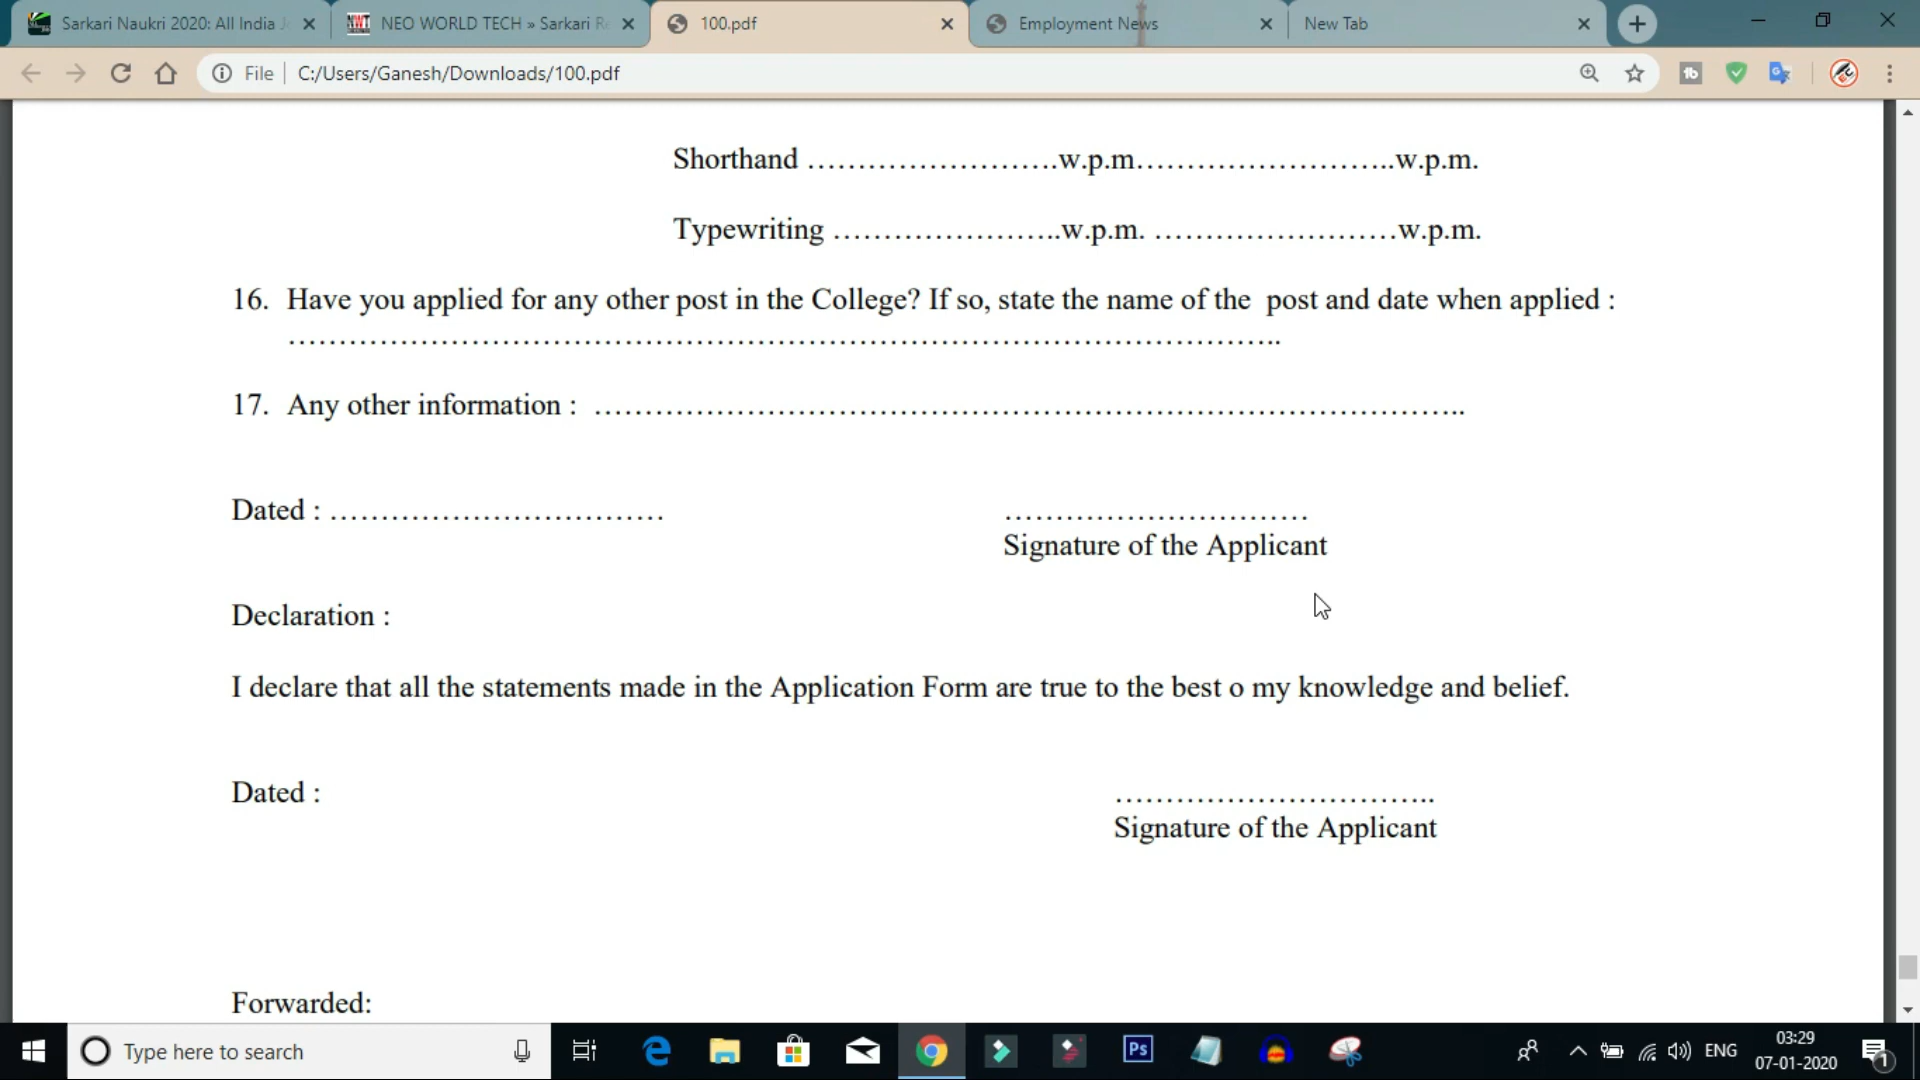 Sarkari Naukri 2020: All India J
NEO WORLD TECH » Sarkari Re
100.pdf
Employment News
New Tab
File
C:/Users/Ganesh/Downloads/100.pdf
Shorthand …………………….w.p.m……………………..w.p.m.
Typewriting …………………..w.p.m. ……………………w.p.m.
16. Have you applied for any other post in the College? If so, state the name of the post and date when applied :
……………………………………………………………………………………..
17. Any other information : …………………………………………………………………………..
Dated : ……………………………
…………………………
Signature of the Applicant
Declaration :
I declare that all the statements made in the Application Form are true to the best o my knowledge and belief.
Dated :
…………………………..
Signature of the Applicant
Forwarded:
Type here to search
Ps
ENG
03:29
07-01-2020
1